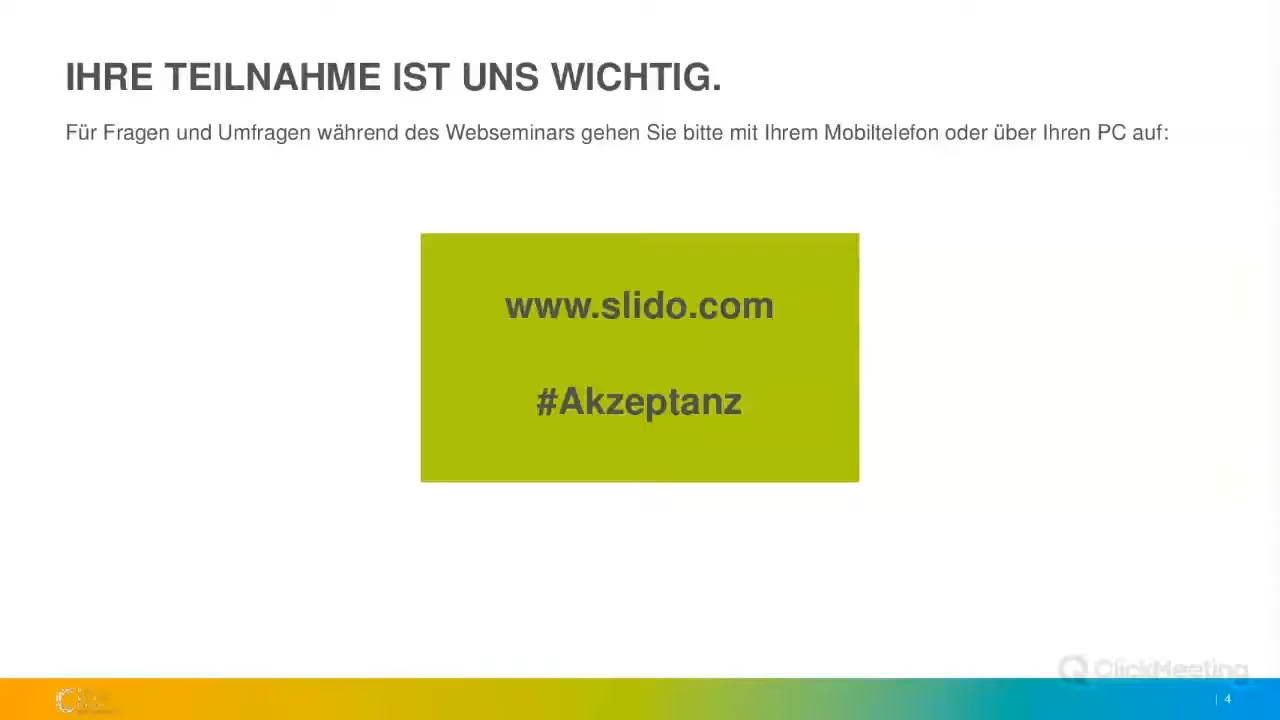 IHRE TEILNAHME IST UNS WICHTIG.
Für Fragen und Umfragen während des Webseminars gehen Sie bitte mit Ihrem Mobiltelefon oder über Ihren PC auf:
www.slido.com
#Akzeptanz
ClickMeeting
| 4